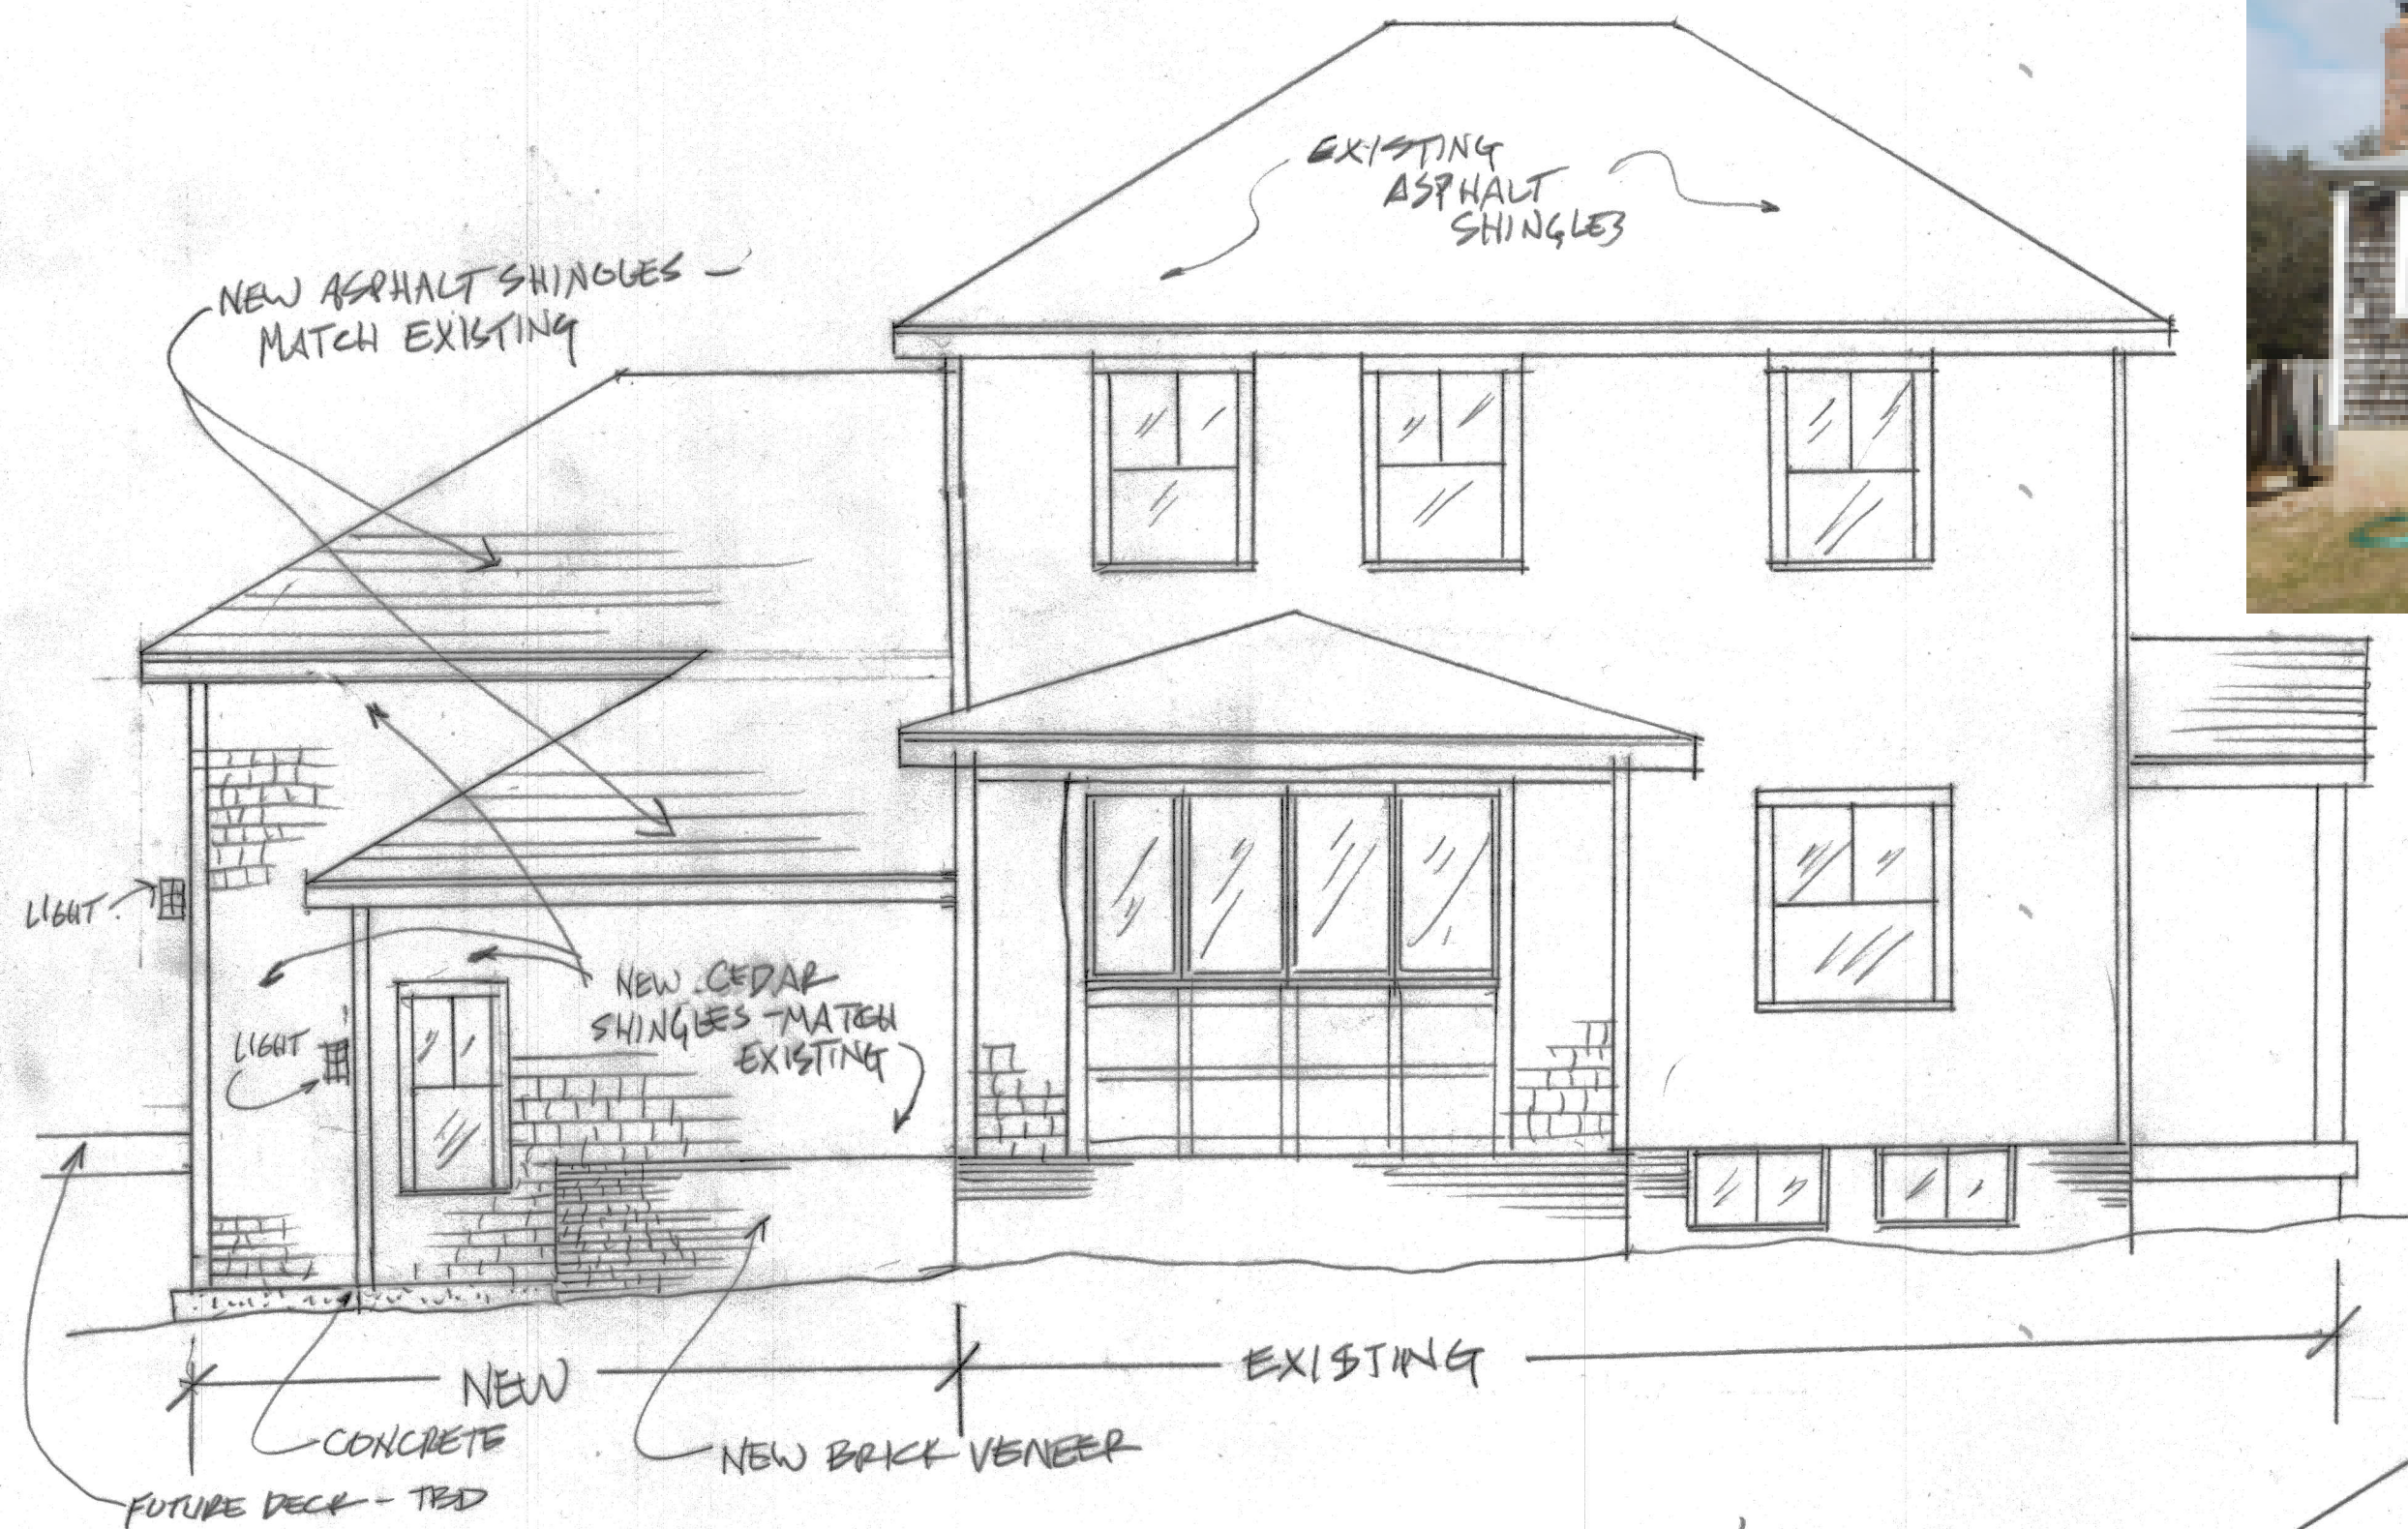 EXISTING
ASPHALT
SHINGLES
NEW ASPHALT SHINGLES -
MATCH EXISTING
LIGHT
LIGHT
NEW CEDAR
SHINGLES - MATCH
EXISTING
NEW
EXISTING
CONCRETE
NEW BRICK VENEER
FUTURE DECK - TBD